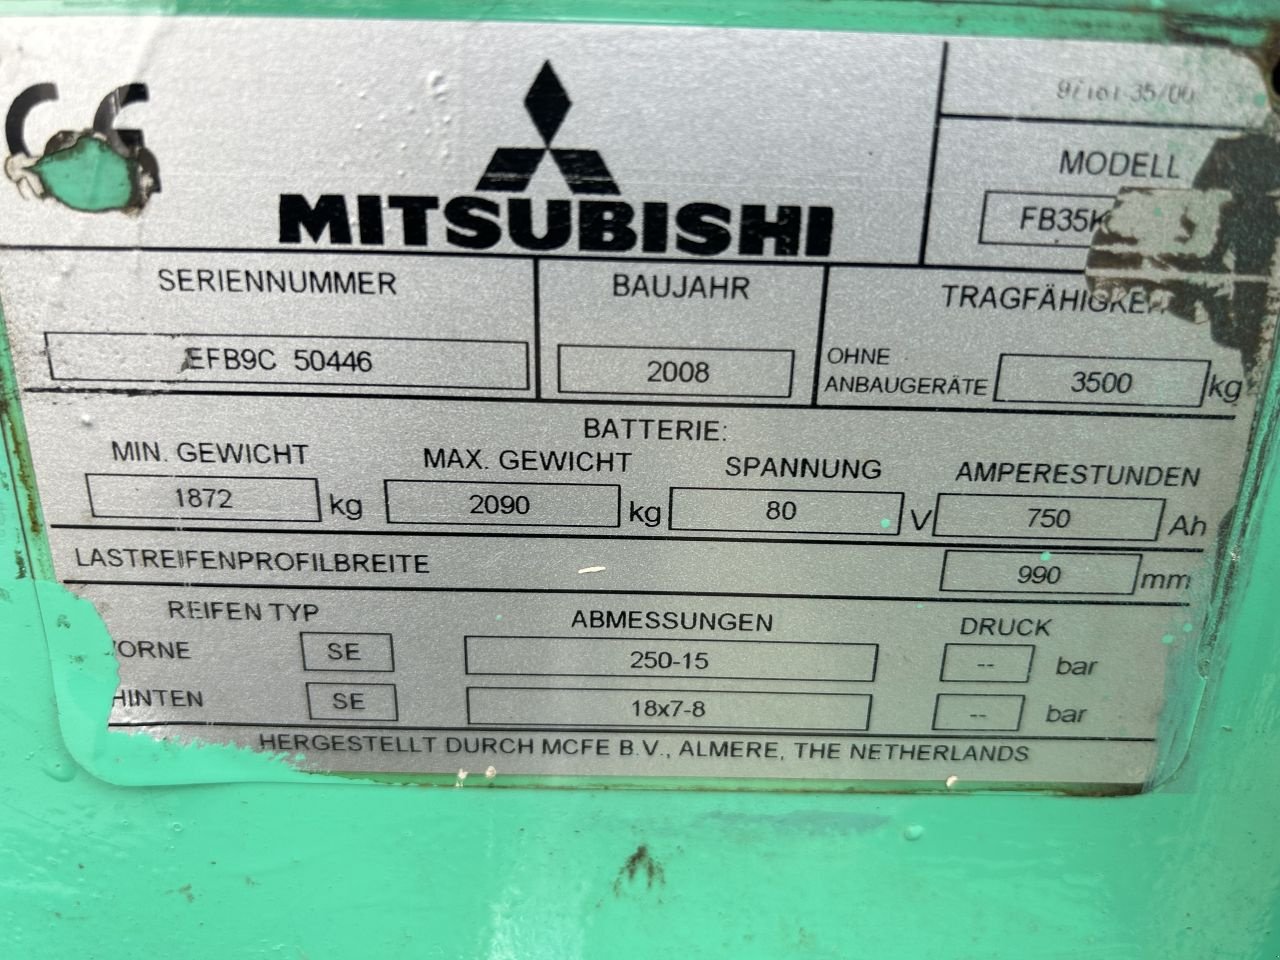 CE
MITSUBISHI
MODELL
FB35K
SERIENNUMMER
EFB9C 50446
BAUJAHR
2008
TRAGFÄHIGKEIT
OHNE
ANBAUGERÄTE 3500 kg
BATTERIE:
MIN. GEWICHT MAX. GEWICHT SPANNUNG AMPERESTUNDEN
1872 kg 2090 kg 80 V 750 Ah
LASTREIFENPROFILBREITE 990 mm
REIFEN TYP ABMESSUNGEN DRUCK
VORNE SE 250-15 -- bar
HINTEN SE 18x7-8 -- bar
HERGESTELLT DURCH MCFE B.V., ALMERE, THE NETHERLANDS